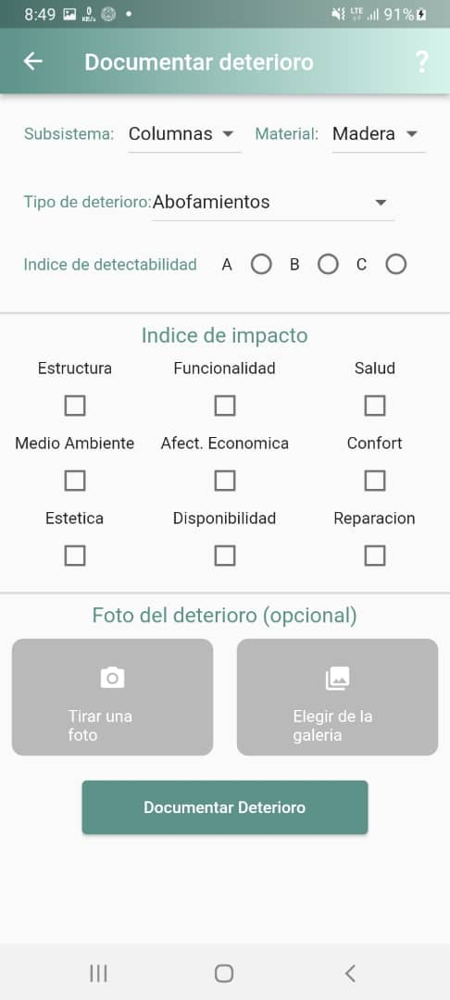 8:49 0 KB/s LTE 91%
Documentar deterioro ?
Subsistema: Columnas Material: Madera
Tipo de deterioro: Abofamientos
Indice de detectabilidad A B C
Indice de impacto
Estructura Funcionalidad Salud
Medio Ambiente Afect. Economica Confort
Estetica Disponibilidad Reparacion
Foto del deterioro (opcional)
Tirar una
foto
Elegir de la
galeria
Documentar Deterioro